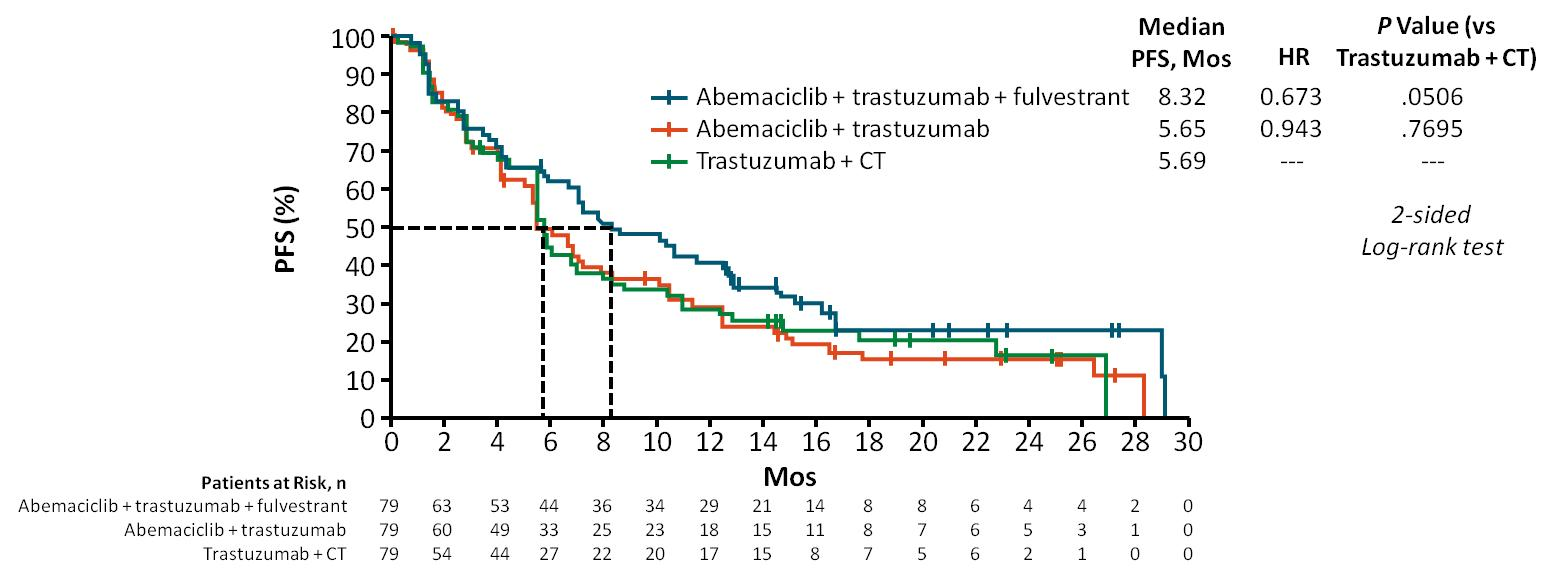 Median PFS, Mos
HR
P Value (vs Trastuzumab + CT)
Abemaciclib + trastuzumab + fulvestrant 8.32 0.673 .0506
Abemaciclib + trastuzumab 5.65 0.943 .7695
Trastuzumab + CT 5.69 --- ---
2-sided
Log-rank test
PFS (%)
100
90
80
70
60
50
40
30
20
10
0
0 2 4 6 8 10 12 14 16 18 20 22 24 26 28 30
Mos
Patients at Risk, n
Abemaciclib + trastuzumab + fulvestrant 79 63 53 44 36 34 29 21 14 8 8 6 4 4 2 0
Abemaciclib + trastuzumab 79 60 49 33 25 23 18 15 11 8 7 6 5 3 1 0
Trastuzumab + CT 79 54 44 27 22 20 17 15 8 7 5 6 2 1 0 0